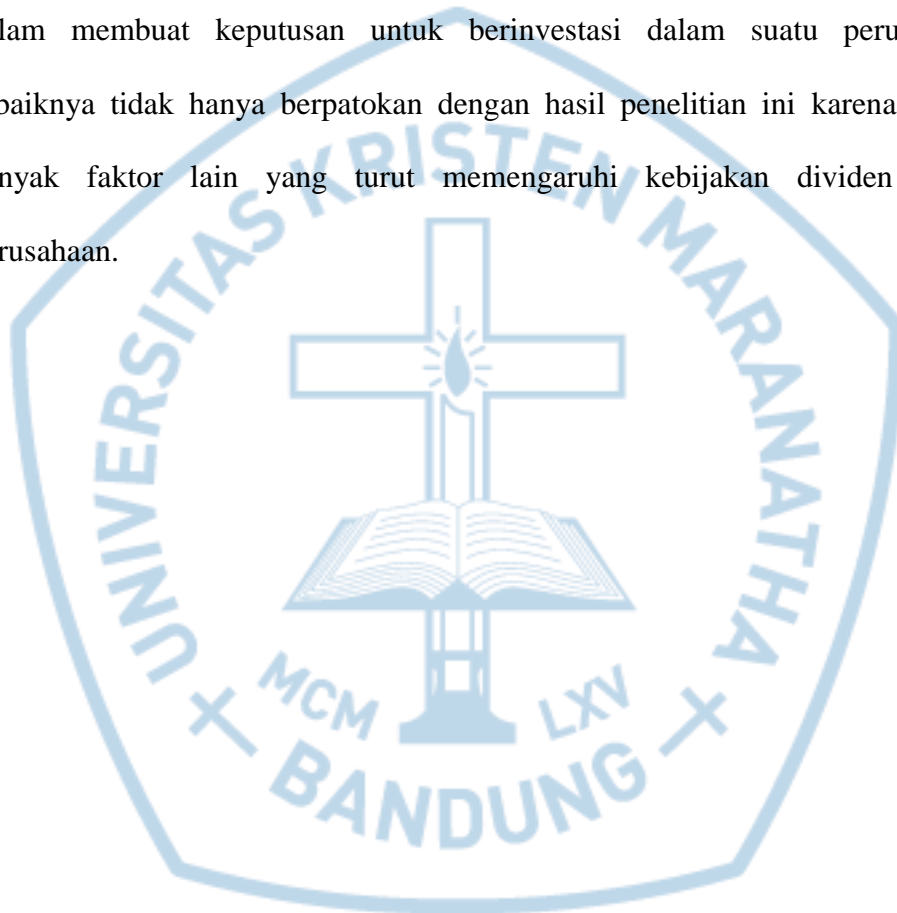 lam membuat keputusan untuk berinvestasi dalam suatu peru
baiknya tidak hanya berpatokan dengan hasil penelitian ini karena
nyak faktor lain yang turut memengaruhi kebijakan dividen
rusahaan.
UNIVERSITAS KRISTEN MARANATHA
MCM LXV
BANDUNG